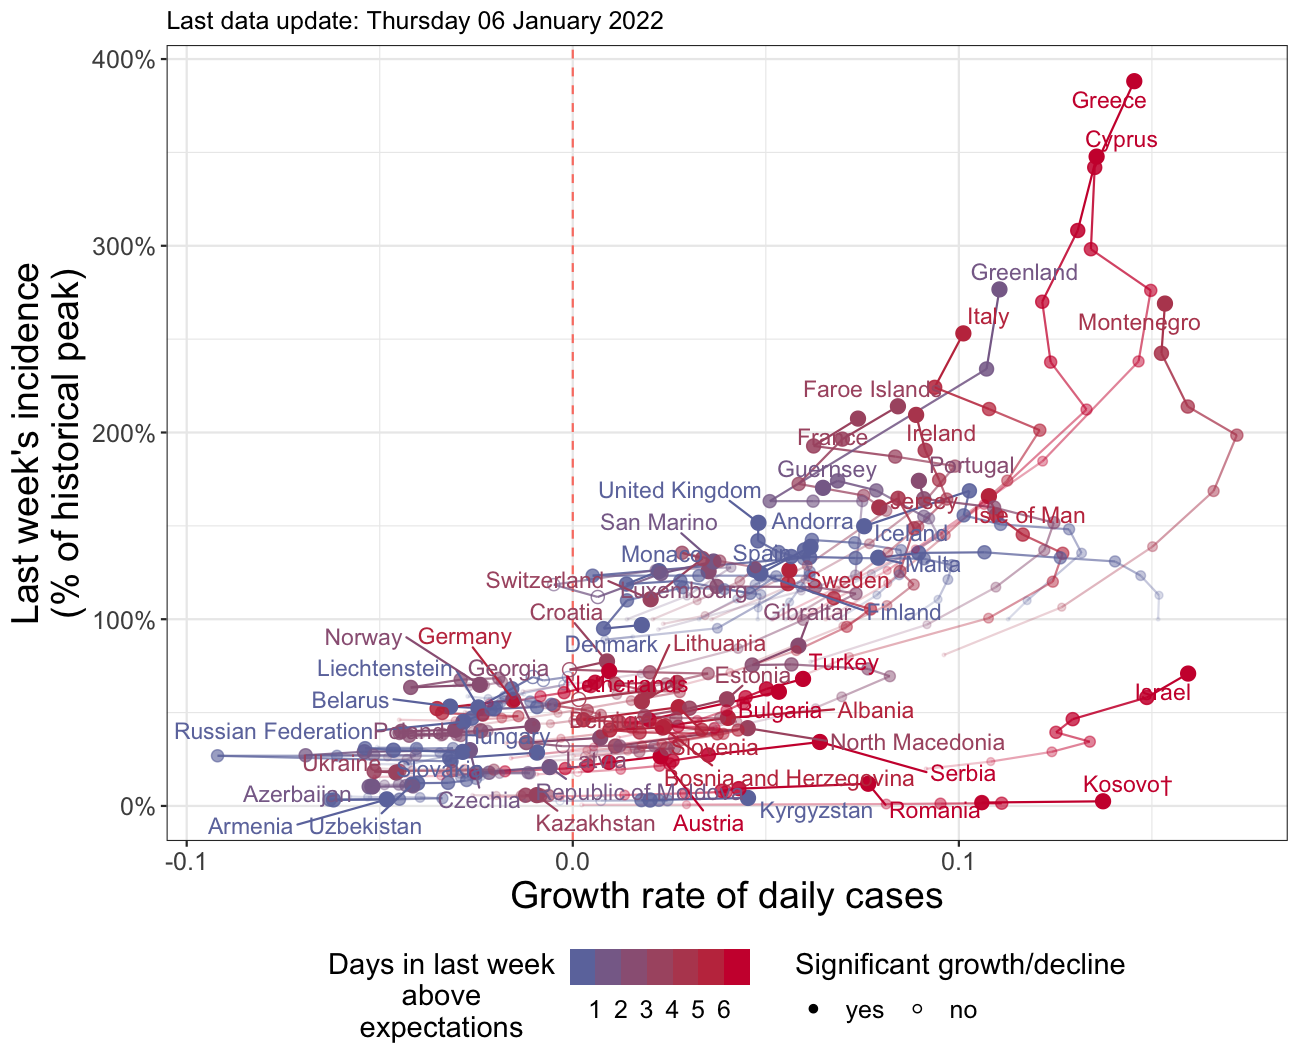 Last data update: Thursday 06 January 2022
400%
Greece
Cyprus
300%
Greenland
Italy
Montenegro
Faroe Islands
200%
France
Ireland
Guernsey
Portugal
United Kingdom
Jersey
San Marino
Andorra
Isle of Man
Iceland
Monaco
Spain
Malta
Switzerland
Luxembourg
Sweden
100%
Croatia
Gibraltar
Finland
Norway
Germany
Denmark
Lithuania
Liechtenstein
Georgia
Estonia
Turkey
Belarus
Netherlands
Israel
Bulgaria
Albania
Russian Federation
Poland
Hungary
Belgium
Slovenia
North Macedonia
Ukraine
Slovakia
Latvia
Serbia
Bosnia and Herzegovina
Kosovo†
Azerbaijan
Czechia
Republic of Moldova
0%
Armenia
Uzbekistan
Kazakhstan
Austria
Kyrgyzstan
Romania
-0.1
0.0
0.1
Last week's incidence
(% of historical peak)
Growth rate of daily cases
Days in last week
above
expectations
1 2 3 4 5 6
Significant growth/decline
yes
no